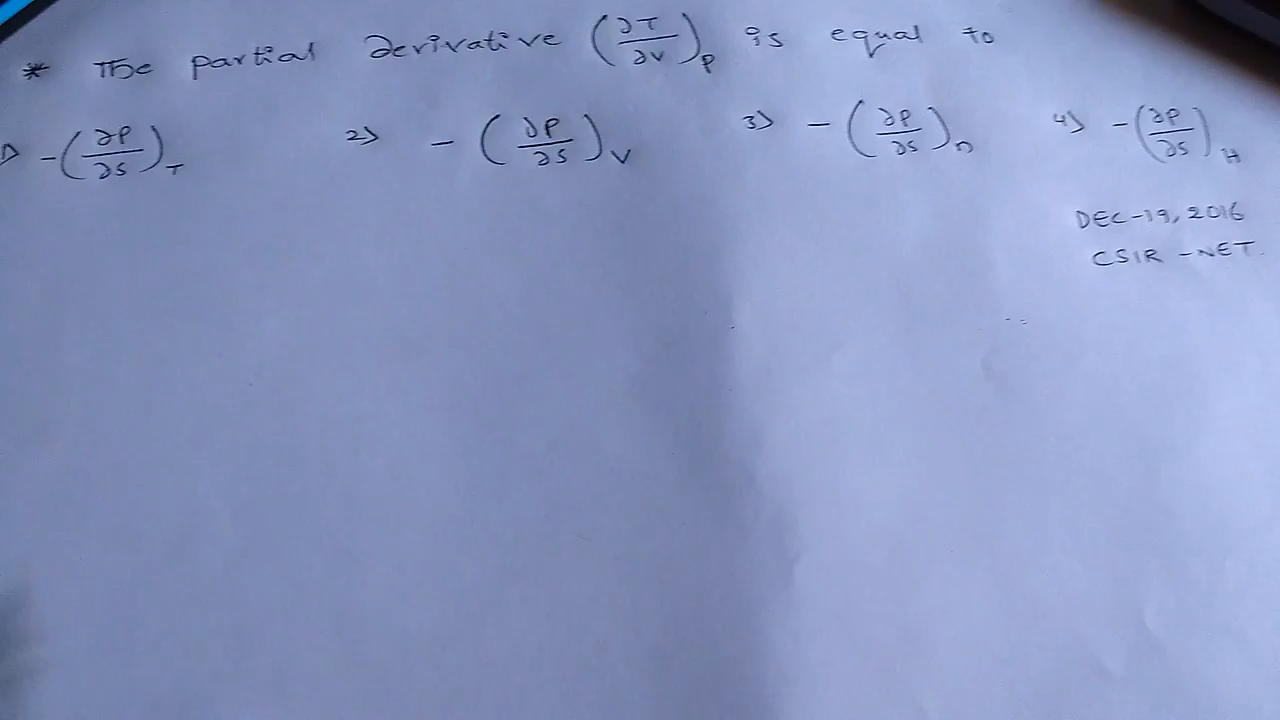 * The partial derivative (∂T/∂V)_P is equal to
1) -(∂P/∂S)_T 2) -(∂P/∂S)_V 3) -(∂P/∂S)_n 4) -(∂P/∂S)_H
DEC-19, 2016
CSIR -NET.